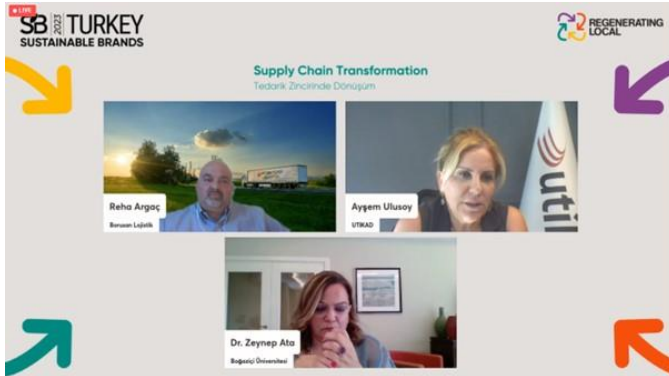 LIVE
SB 2023 TURKEY
SUSTAINABLE BRANDS
REGENERATING
LOCAL
Supply Chain Transformation
Tedarik Zincirinde Dönüşüm
Reha Argaç
Borusan Lojistik
Ayşem Ulusoy
UTIKAD
uti
Dr. Zeynep Ata
Boğaziçi Üniversitesi